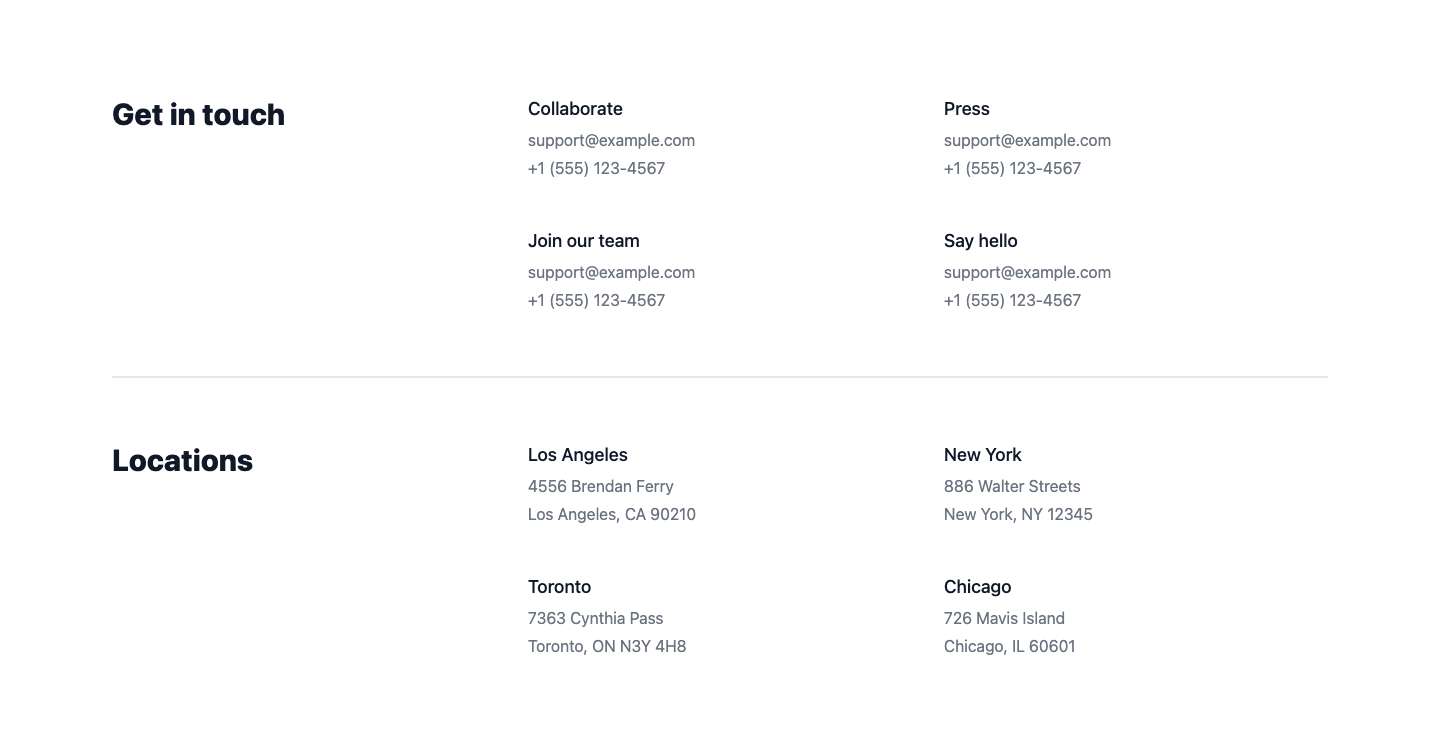 Get in touch
Collaborate
support@example.com
+1 (555) 123-4567
Press
support@example.com
+1 (555) 123-4567
Join our team
support@example.com
+1 (555) 123-4567
Say hello
support@example.com
+1 (555) 123-4567
Locations
Los Angeles
4556 Brendan Ferry
Los Angeles, CA 90210
New York
886 Walter Streets
New York, NY 12345
Toronto
7363 Cynthia Pass
Toronto, ON N3Y 4H8
Chicago
726 Mavis Island
Chicago, IL 60601